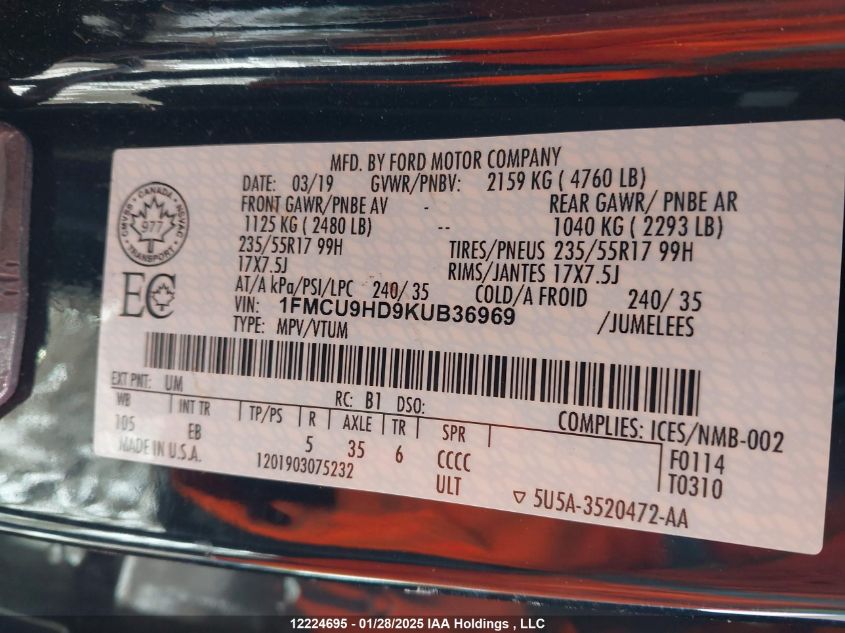 MFD. BY FORD MOTOR COMPANY
DATE: 03/19 GVWR/PNBV: 2159 KG ( 4760 LB)
FRONT GAWR/PNBE AV - REAR GAWR/ PNBE AR
1125 KG ( 2480 LB) -- 1040 KG ( 2293 LB)
235/55R17 99H TIRES/PNEUS 235/55R17 99H
17X7.5J RIMS/JANTES 17X7.5J
AT/A kPa/PSI/LPC 240/ 35 COLD/A FROID 240/ 35
VIN: 1FMCU9HD9KUB36969 /JUMELEES
TYPE: MPV/VTUM
CANADA
CMVSS NSVAC
977
TRANSPORT
EC
EXT PNT: UM RC: B1 DSO:
WB INT TR TP/PS R AXLE TR SPR COMPLIES: ICES/NMB-002
105 EB 5 35 6 CCCC F0114
MADE IN U.S.A. 1201903075232 ULT T0310
5U5A-3520472-AA
12224695 - 01/28/2025 IAA Holdings , LLC